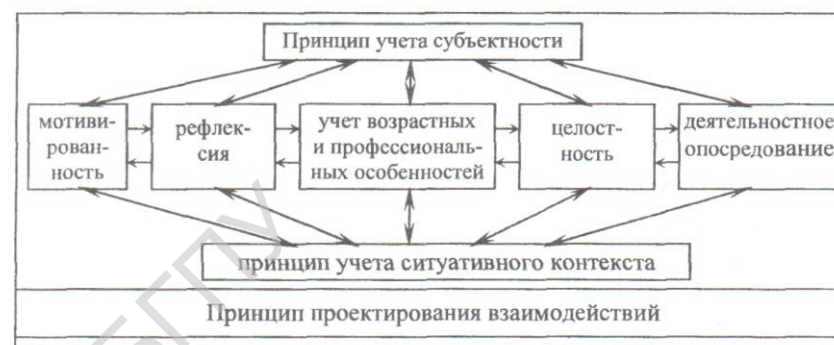 Принцип учета субъектности
мотиви-
рован-
ность
рефлек-
сия
учет возрастных
и профессиональ-
ных особенностей
целост-
ность
деятельностное
опосредование
принцип учета ситуативного контекста
Принцип проектирования взаимодействий
БГПУ